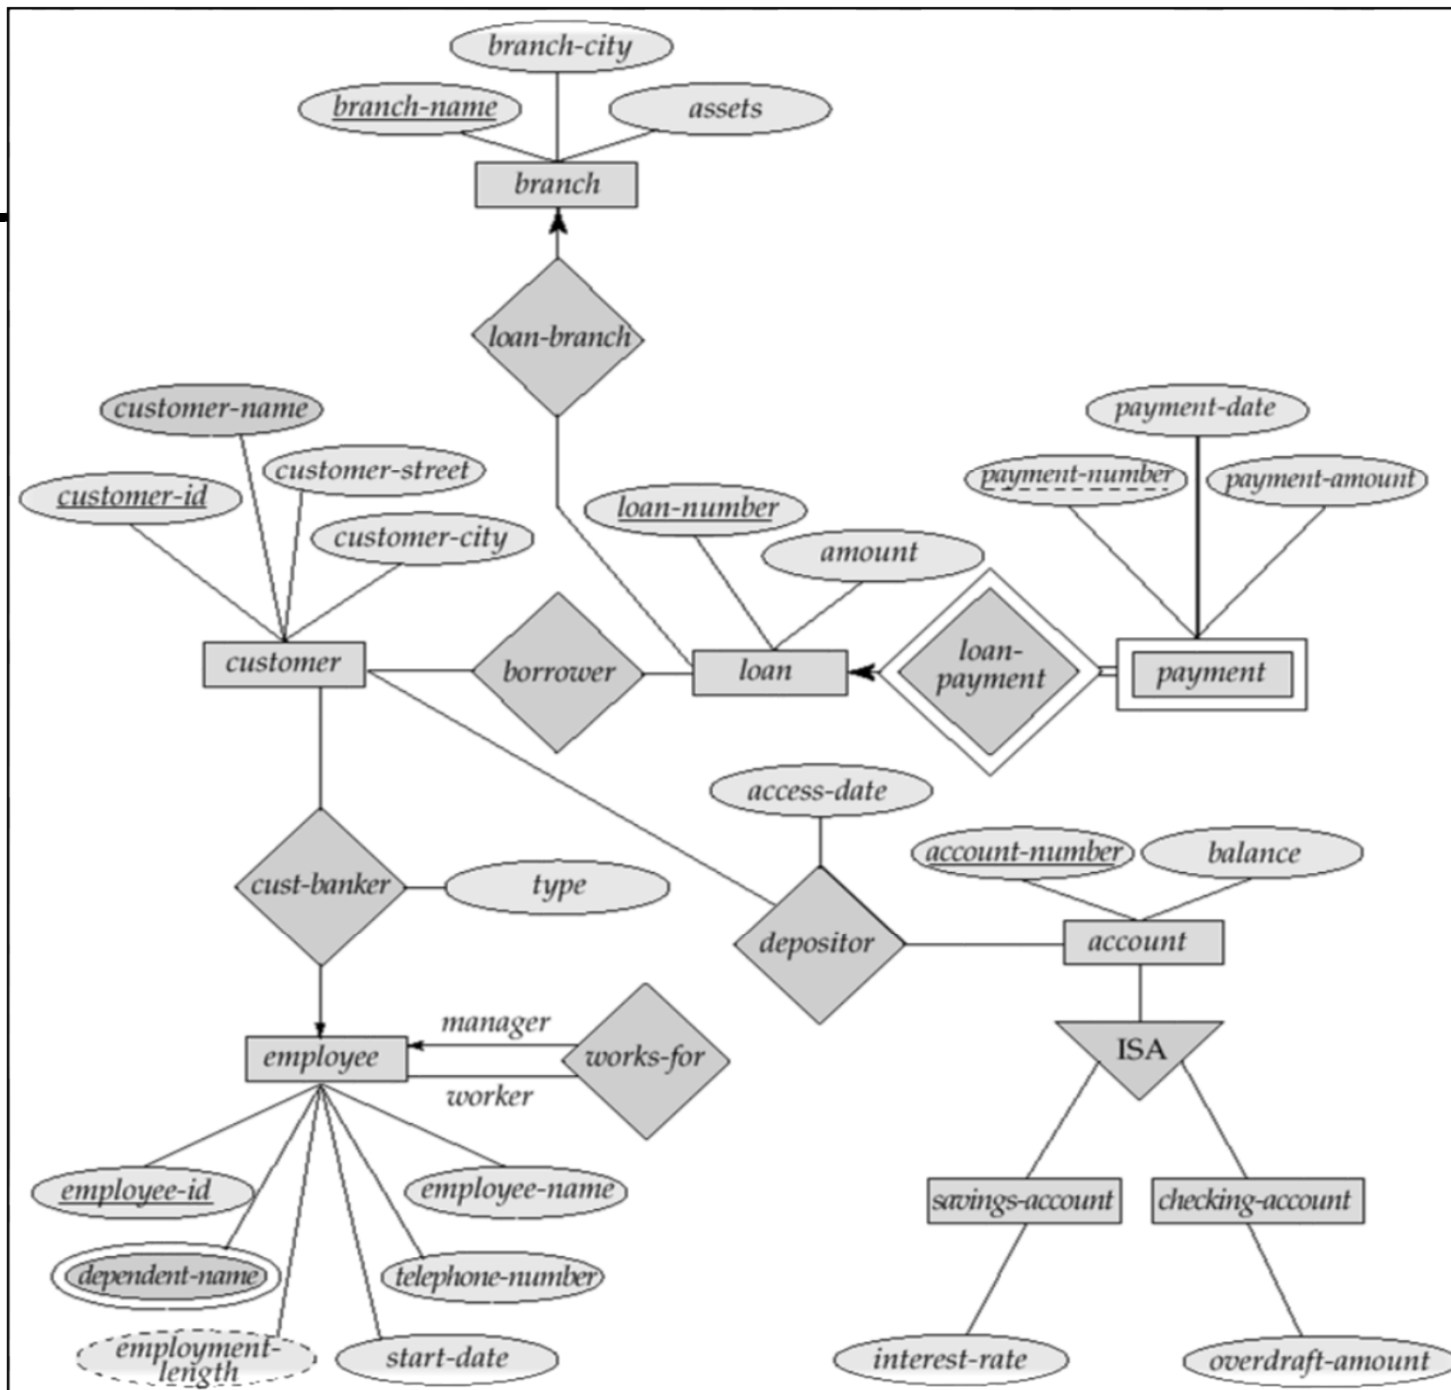 branch-city
branch-name
assets
branch
loan-branch
customer-name
payment-date
customer-street
payment-number
payment-amount
customer-id
loan-number
customer-city
amount
customer
borrower
loan
loan-
payment
payment
access-date
account-number
balance
cust-banker
type
depositor
account
manager
employee
works-for
ISA
worker
employee-id
employee-name
savings-account
checking-account
dependent-name
telephone-number
employment-
length
start-date
interest-rate
overdraft-amount